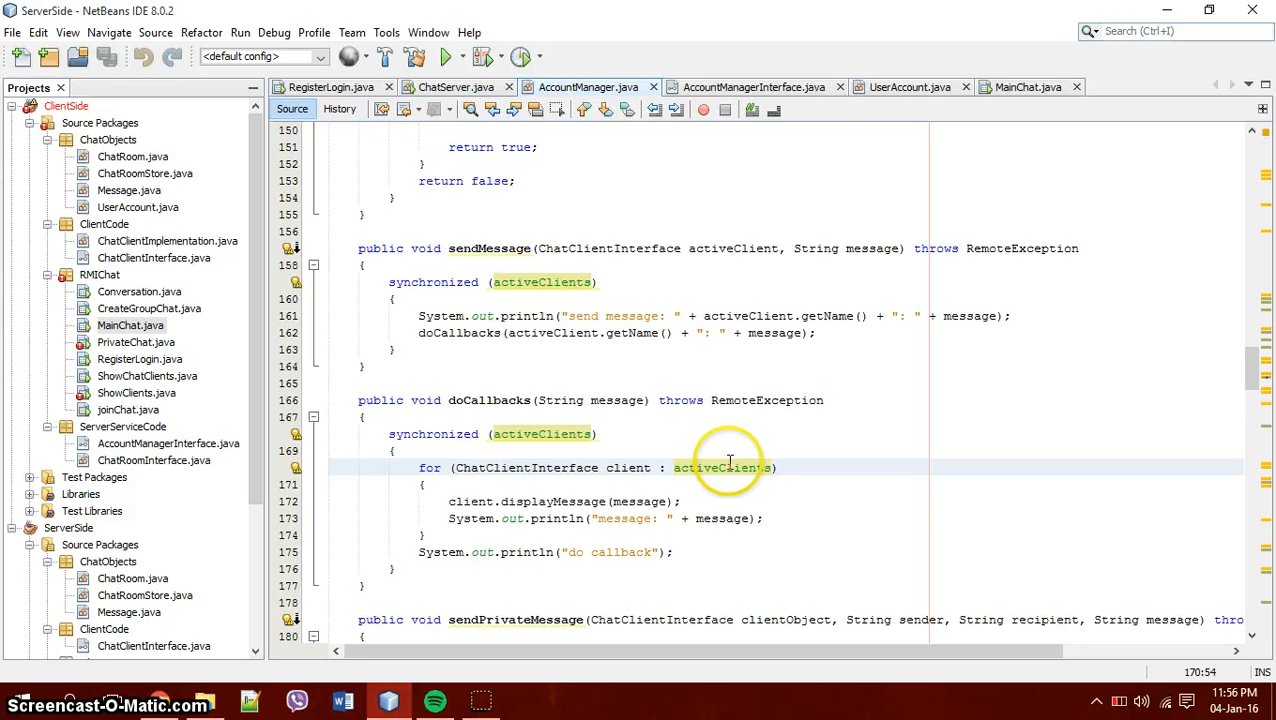 ServerSide - NetBeans IDE 8.0.2
File Edit View Navigate Source Refactor Run Debug Profile Team Tools Window Help
Search (Ctrl+I)
<default config>
Projects
RegisterLogin.java ChatServer.java AccountManager.java AccountManagerInterface.java UserAccount.java MainChat.java
Source History
ClientSide
Source Packages
ChatObjects
ChatRoom.java
ChatRoomStore.java
Message.java
UserAccount.java
ClientCode
ChatClientImplementation.java
ChatClientInterface.java
RMIChat
Conversation.java
CreateGroupChat.java
MainChat.java
PrivateChat.java
RegisterLogin.java
ShowChatClients.java
ShowClients.java
joinChat.java
ServerServiceCode
AccountManagerInterface.java
ChatRoomInterface.java
Test Packages
Libraries
Test Libraries
ServerSide
Source Packages
ChatObjects
ChatRoom.java
ChatRoomStore.java
Message.java
ClientCode
ChatClientInterface.java
150
151 return true;
152 }
153 return false;
154 }
155 }
156
public void sendMessage(ChatClientInterface activeClient, String message) throws RemoteException
158 {
synchronized (activeClients)
160 {
161 System.out.println("send message: " + activeClient.getName() + ": " + message);
162 doCallbacks(activeClient.getName() + ": " + message);
163 }
164 }
165
166 public void doCallbacks(String message) throws RemoteException
167 {
synchronized (activeClients)
169 {
for (ChatClientInterface client : activeClients)
171 {
172 client.displayMessage(message);
173 System.out.println("message: " + message);
174 }
175 System.out.println("do callback");
176 }
177 }
178
public void sendPrivateMessage(ChatClientInterface clientObject, String sender, String recipient, String message) thro
180 {
170:54 INS
Screencast-O-Matic.com
11:56 PM
04-Jan-16